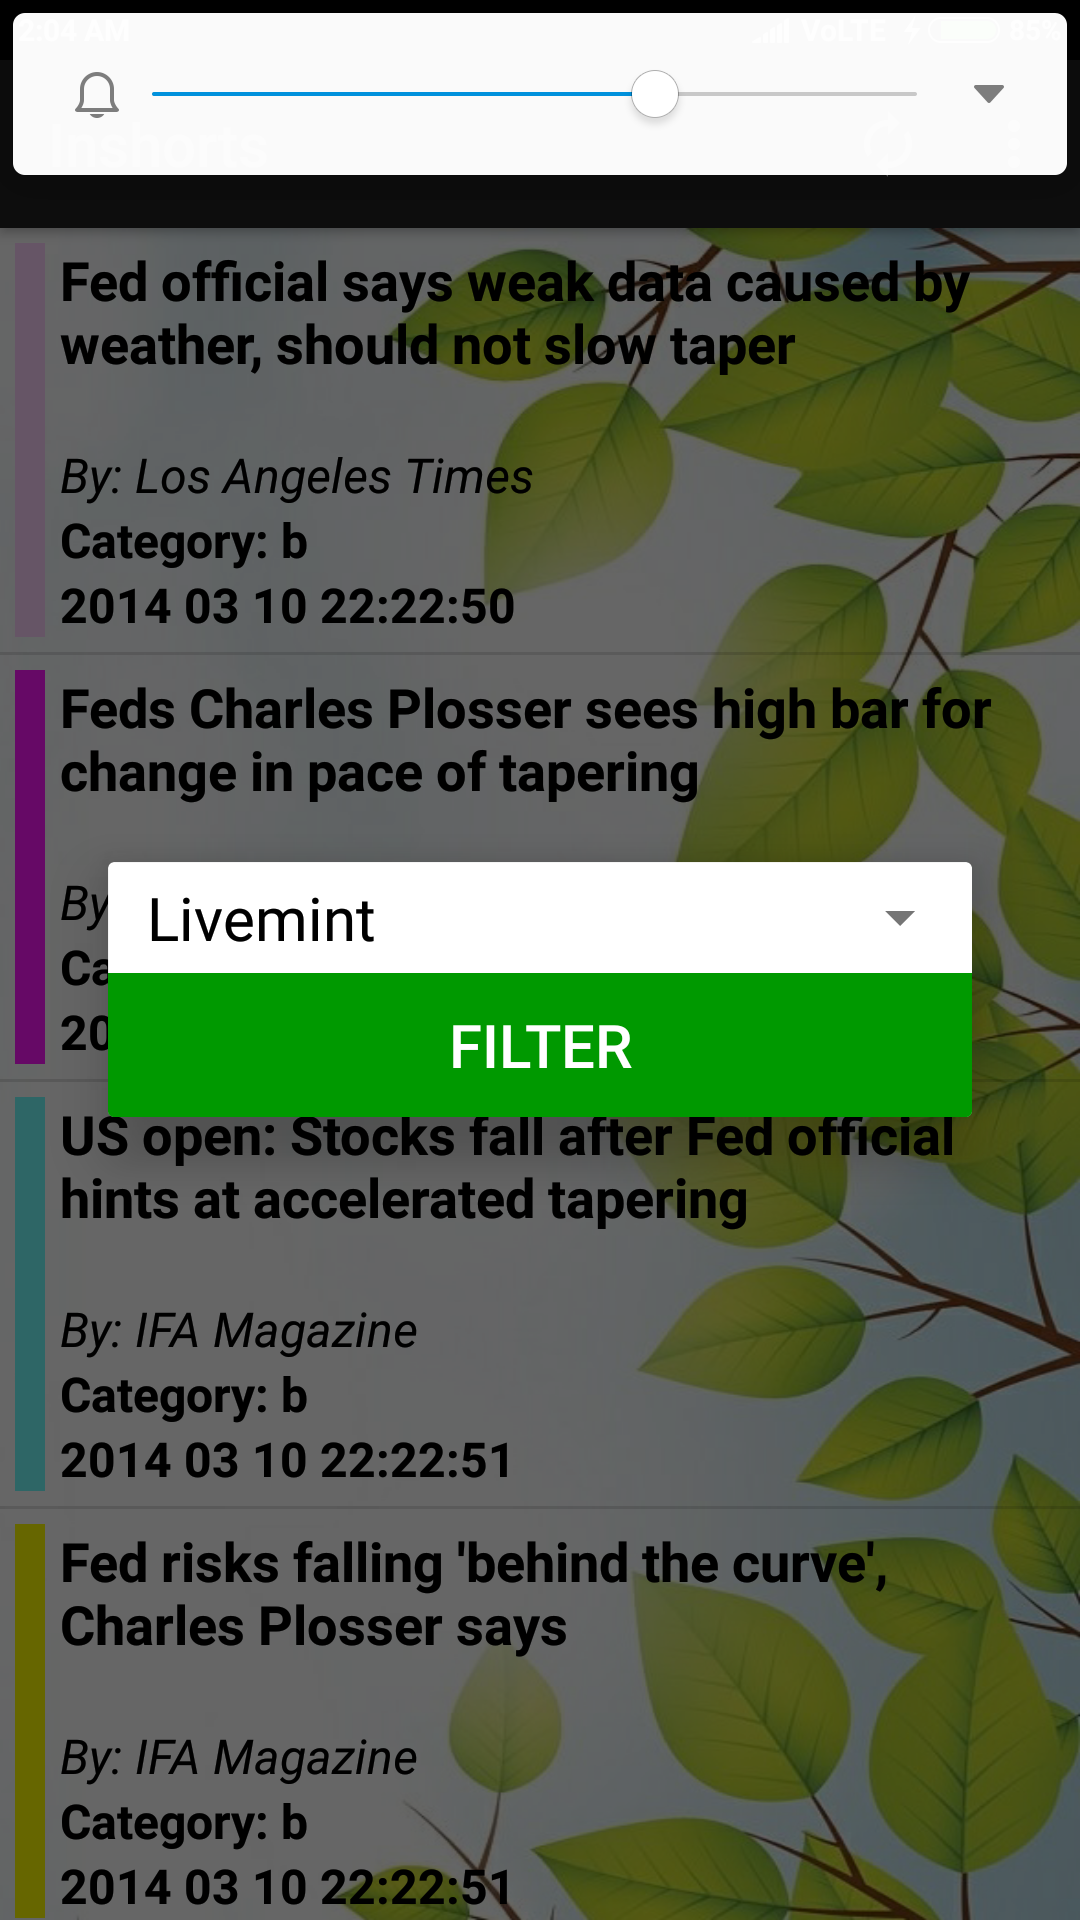 2:04 AM VoLTE 85%
Inshorts
Fed official says weak data caused by
weather, should not slow taper
By: Los Angeles Times
Category: b
2014 03 10 22:22:50
Feds Charles Plosser sees high bar for
change in pace of tapering
By
Ca
20
Livemint
FILTER
US open: Stocks fall after Fed official
hints at accelerated tapering
By: IFA Magazine
Category: b
2014 03 10 22:22:51
Fed risks falling 'behind the curve',
Charles Plosser says
By: IFA Magazine
Category: b
2014 03 10 22:22:51